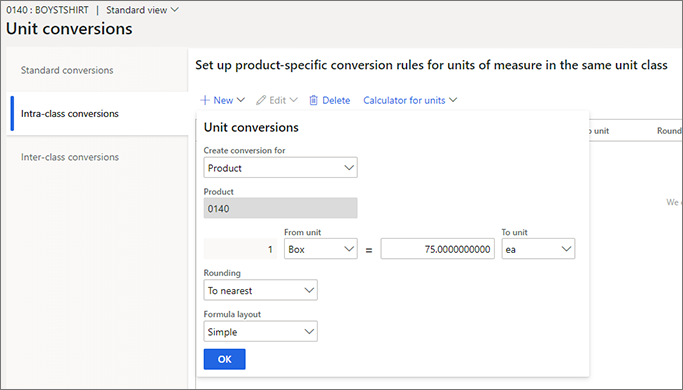 0140 : BOYSTSHIRT | Standard view
Unit conversions
Standard conversions
Intra-class conversions
Inter-class conversions
Set up product-specific conversion rules for units of measure in the same unit class
New Edit Delete Calculator for units
unit Round
Unit conversions
Create conversion for
Product
Product
0140
From unit To unit
1 Box = 75.0000000000 ea
Rounding
To nearest
Formula layout
Simple
OK
We